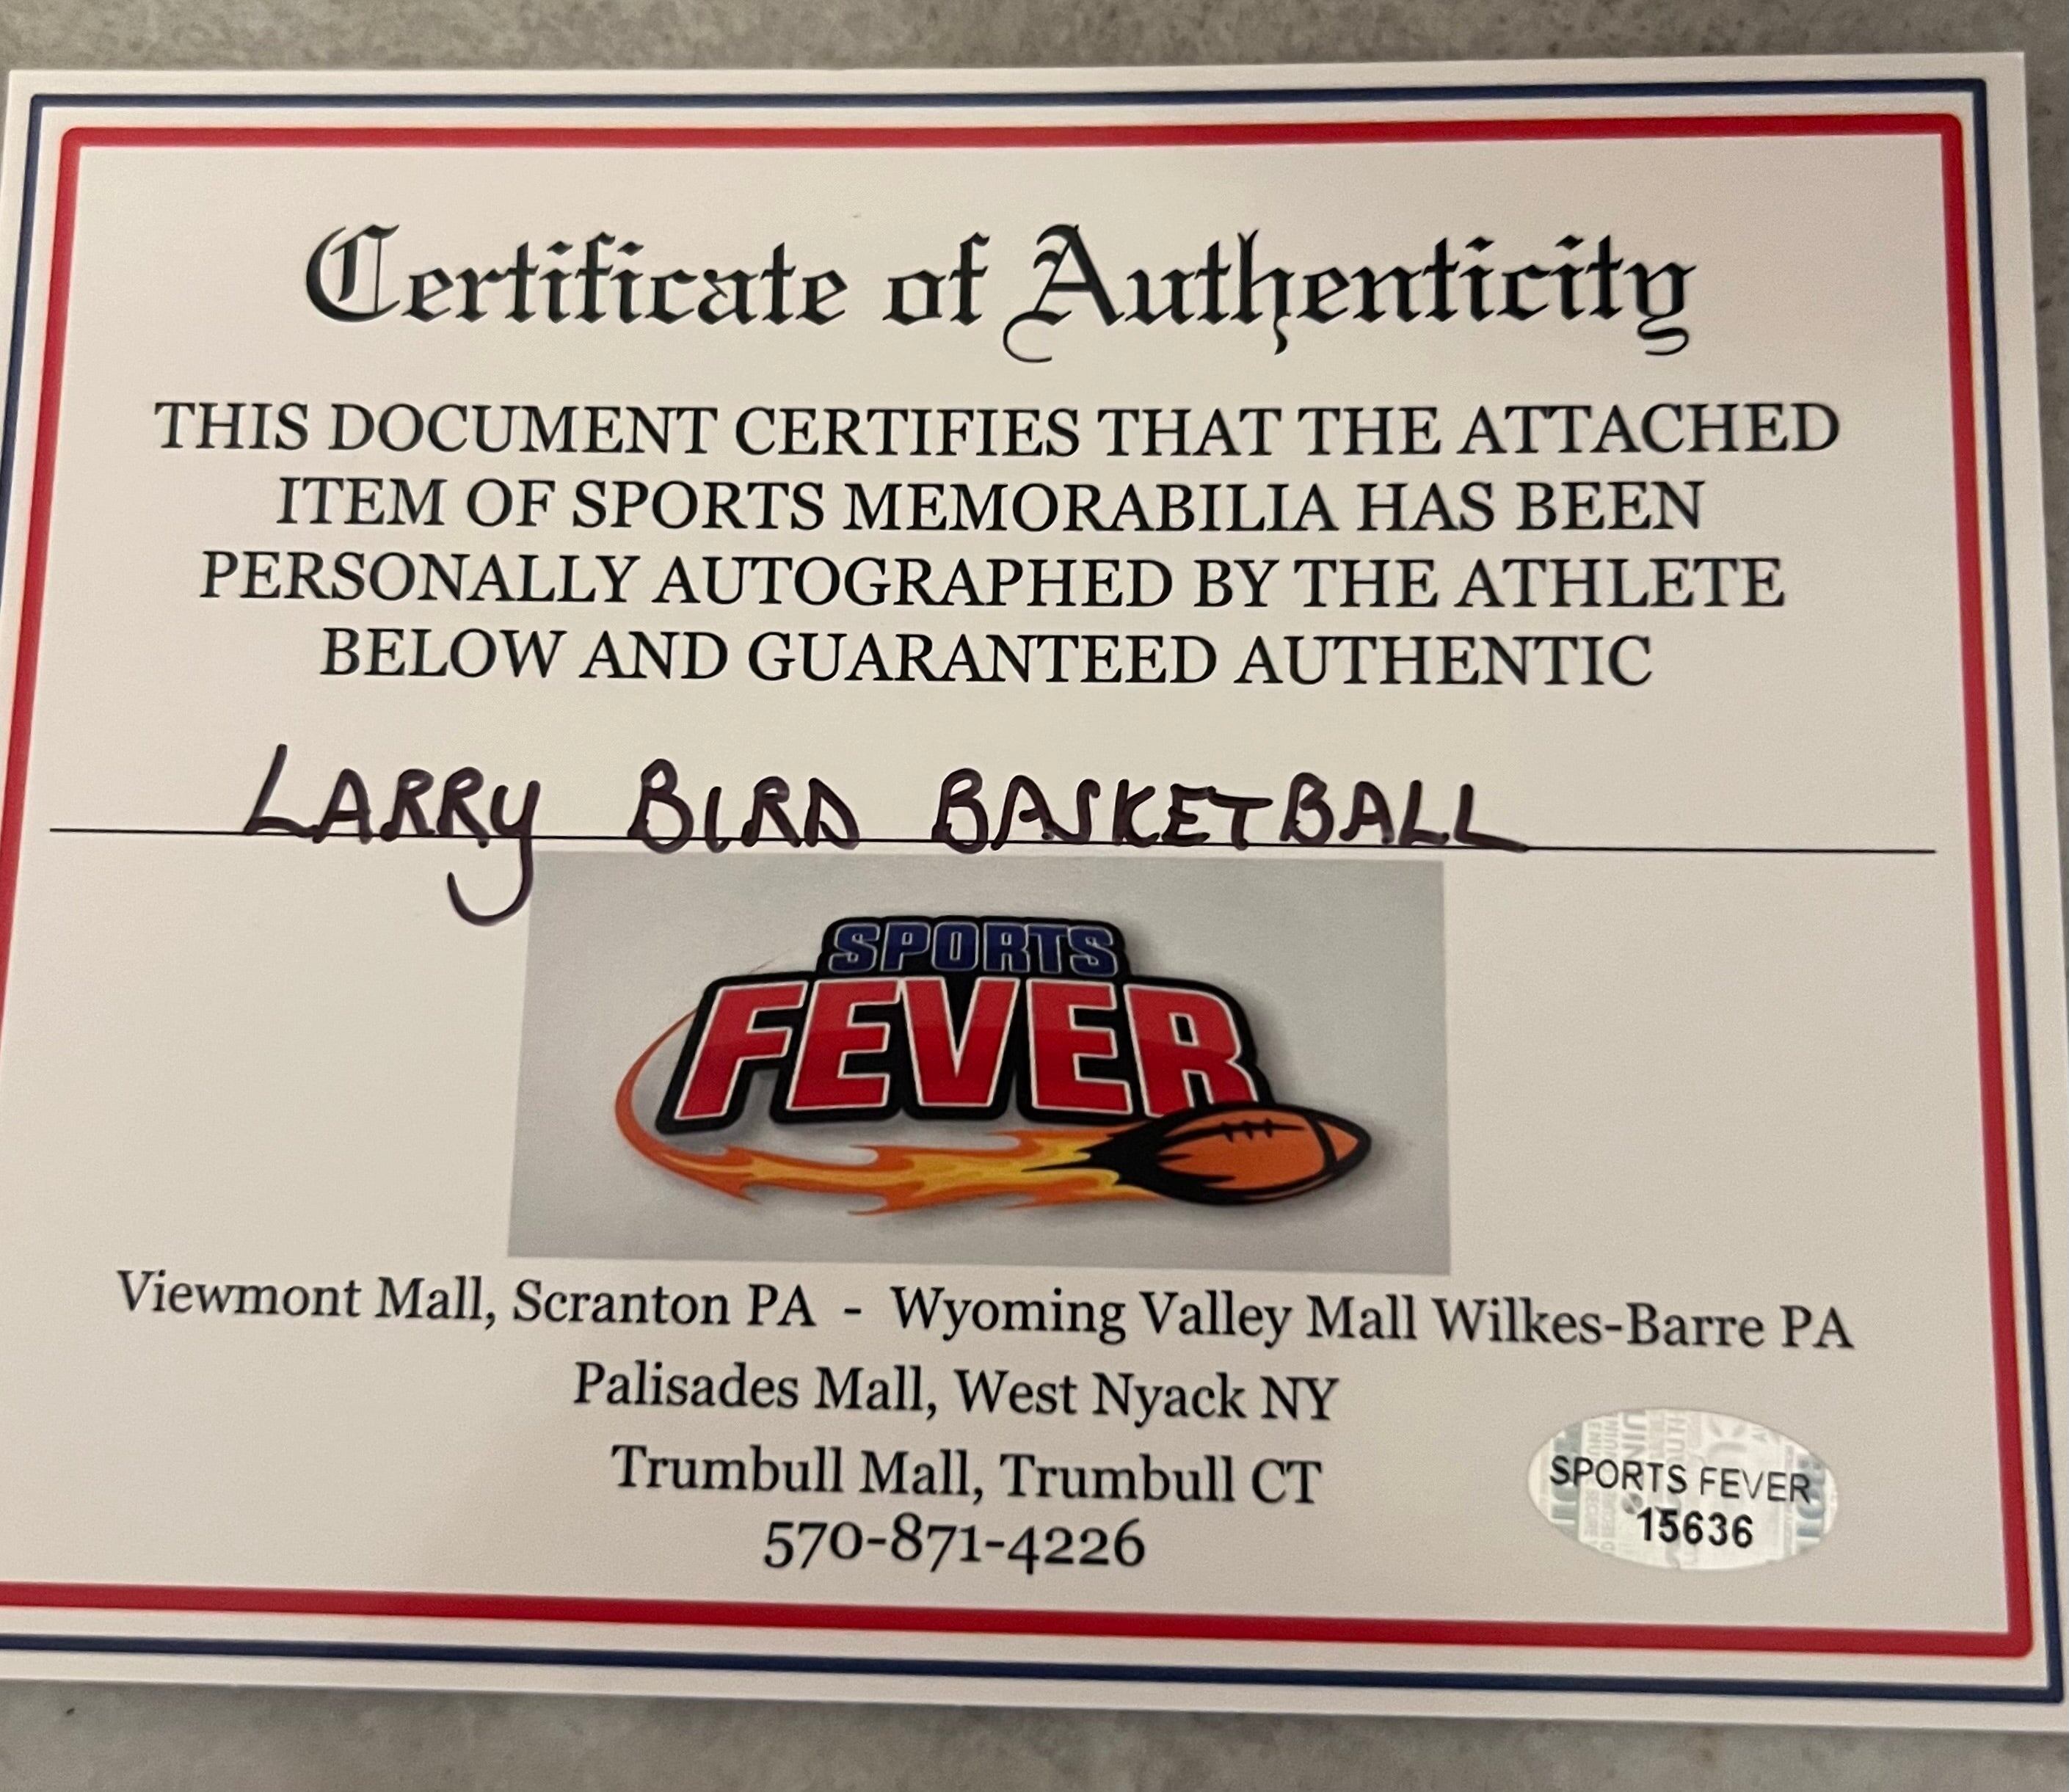 Certificate of Authenticity
THIS DOCUMENT CERTIFIES THAT THE ATTACHED
ITEM OF SPORTS MEMORABILIA HAS BEEN
PERSONALLY AUTOGRAPHED BY THE ATHLETE
BELOW AND GUARANTEED AUTHENTIC
LARRY BIRD BASKETBALL
SPORTS
FEVER
Viewmont Mall, Scranton PA - Wyoming Valley Mall Wilkes-Barre PA
Palisades Mall, West Nyack NY
Trumbull Mall, Trumbull CT
570-871-4226
SPORTS FEVER
15636